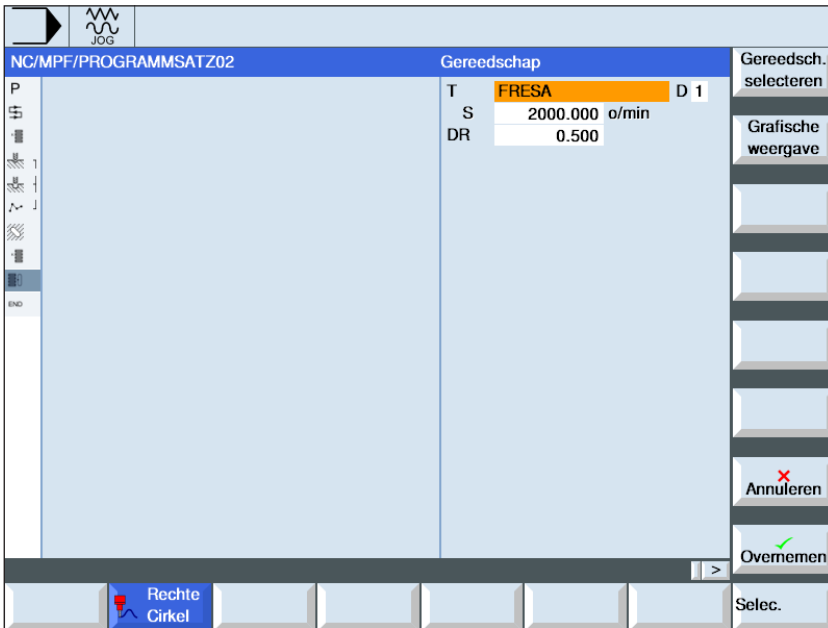 JOG
NC/MPF/PROGRAMMSATZ02
Gereedschap
T FRESA D 1
S 2000.000 o/min
DR 0.500
P
END
Gereedsch.
selecteren
Grafische
weergave
Annuleren
Overnemen
>
Rechte
Cirkel
Selec.